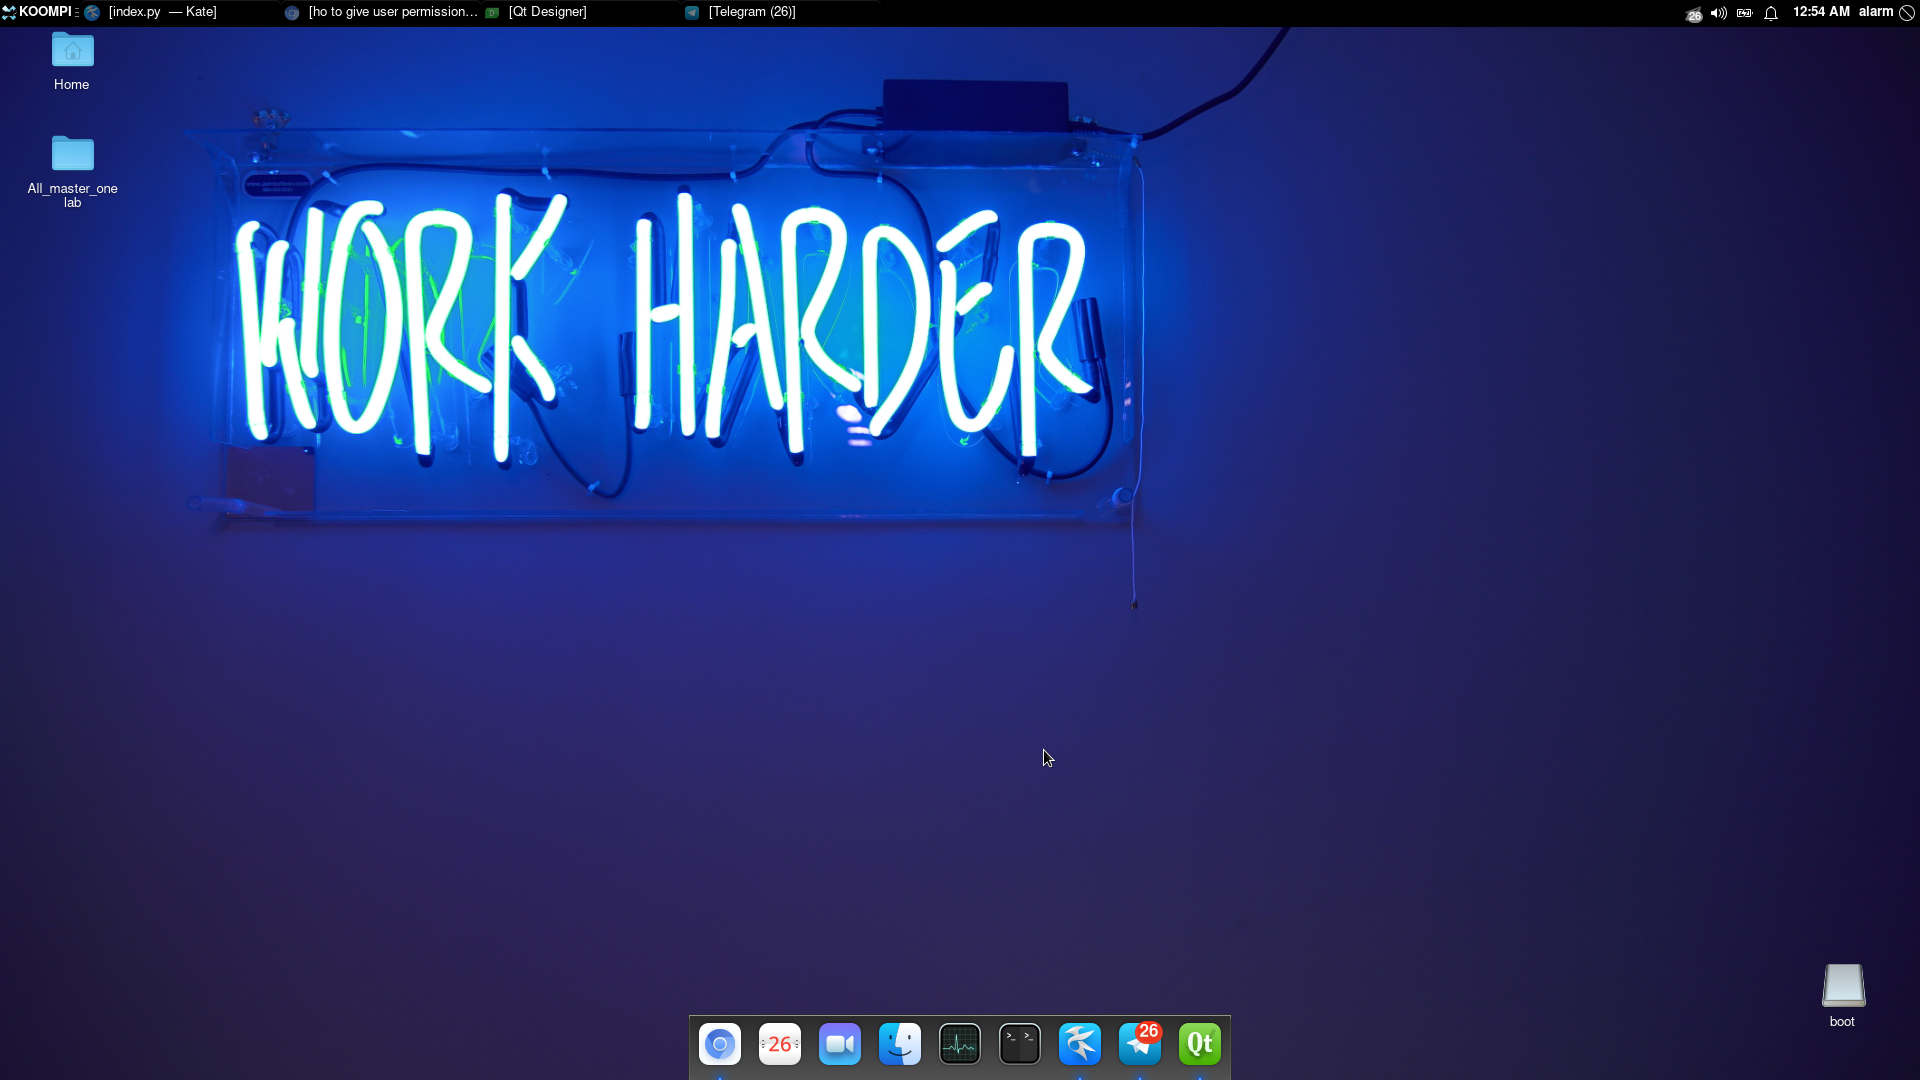 KOOMPI
[index.py — Kate]
[ho to give user permission...
[Qt Designer]
[Telegram (26)]
26
12:54 AM
alarm
Home
All_master_one
lab
WORK HARDER
26
>_ >_
26
Qt
boot